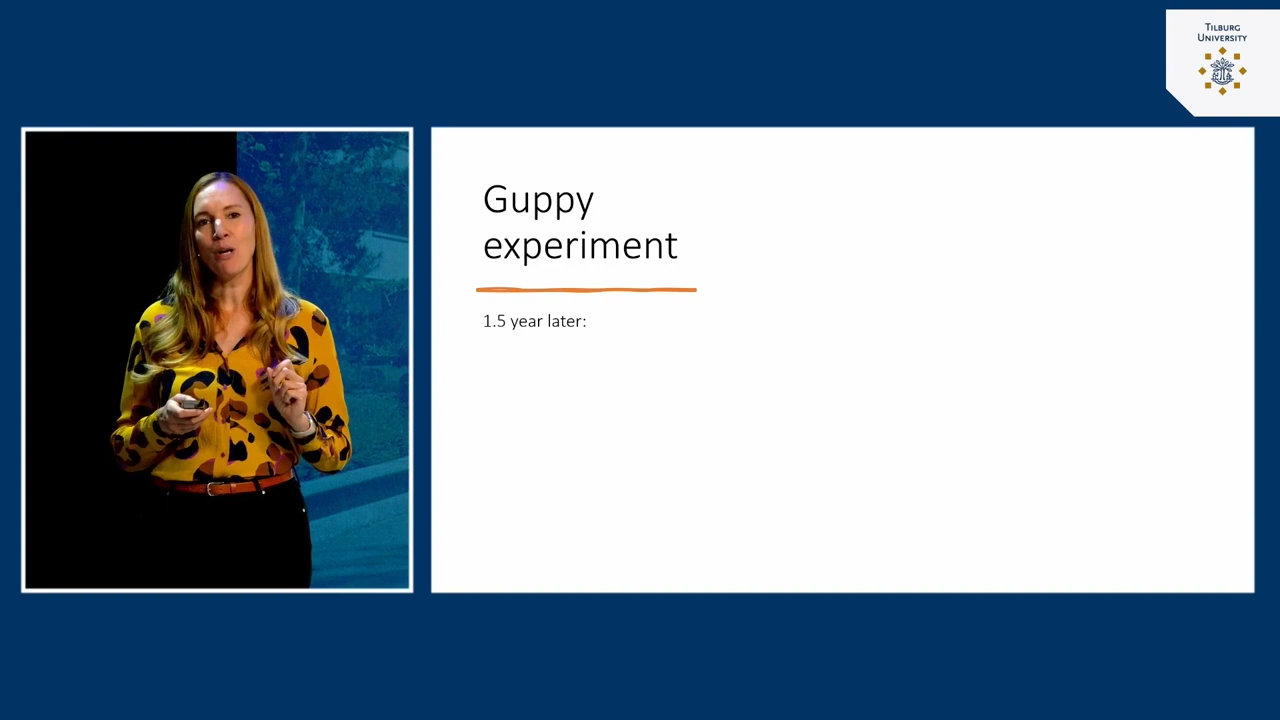 TILBURG
UNIVERSITY
Guppy
experiment
1.5 year later: